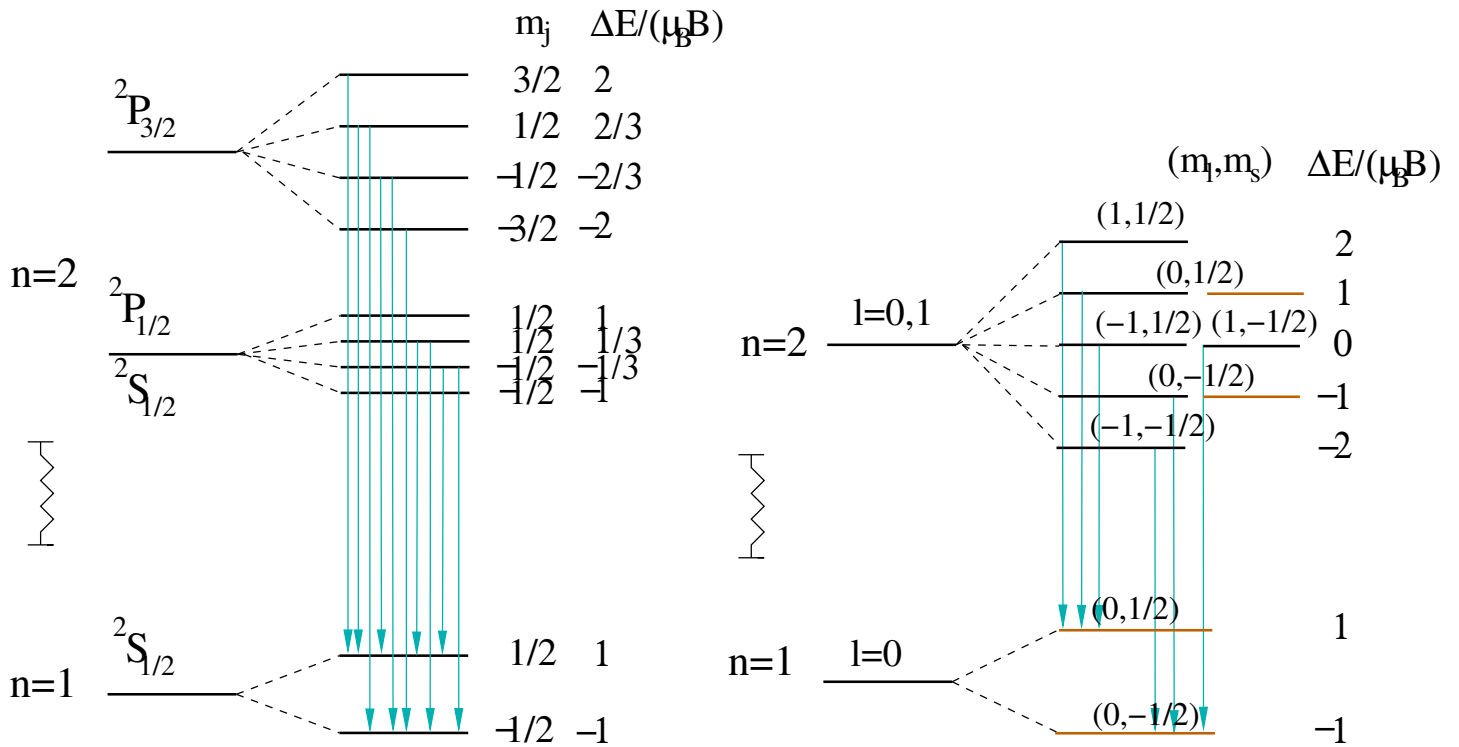 m_j ΔE/(μ_B B)
²P_3/2
3/2 2
1/2 2/3
−1/2 −2/3
−3/2 −2
n=2
²P_1/2
1/2 1
1/2 1/3
−1/2 −1/3
−1/2 −1
²S_1/2
n=1
²S_1/2
1/2 1
−1/2 −1
(m_l,m_s) ΔE/(μ_B B)
(1,1/2) 2
(0,1/2) 1
n=2 l=0,1 (−1,1/2) (1,−1/2) 0
(0,−1/2) −1
(−1,−1/2) −2
(0,1/2) 1
n=1 l=0
(0,−1/2) −1